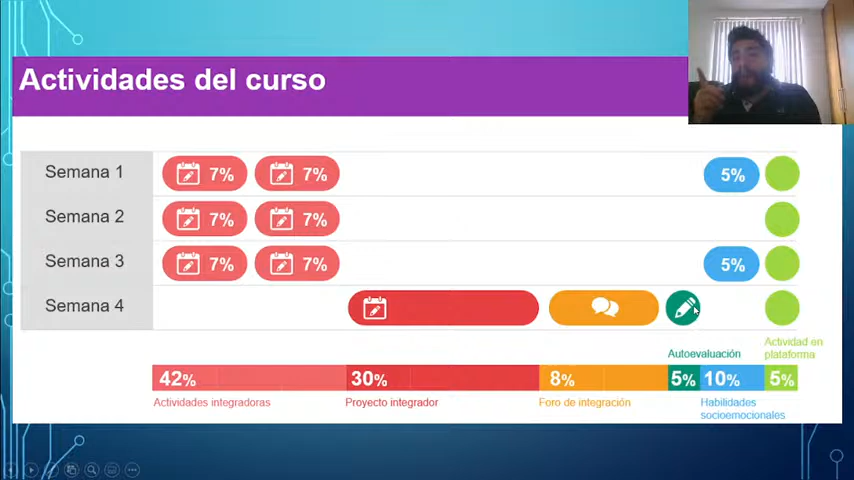 Actividades del curso
Semana 1 7% 7% 5%
Semana 2 7% 7%
Semana 3 7% 7% 5%
Semana 4
Actividad en
plataforma
Autoevaluación
42% 30% 8% 5% 10% 5%
Actividades integradoras Proyecto integrador Foro de integración Habilidades
socioemocionales